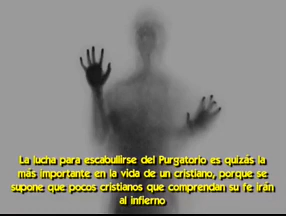 La lucha para escabullirse del Purgatorio es quizás la
más importante en la vida de un cristiano, porque se
supone que pocos cristianos que comprendan su fe irán
al infierno